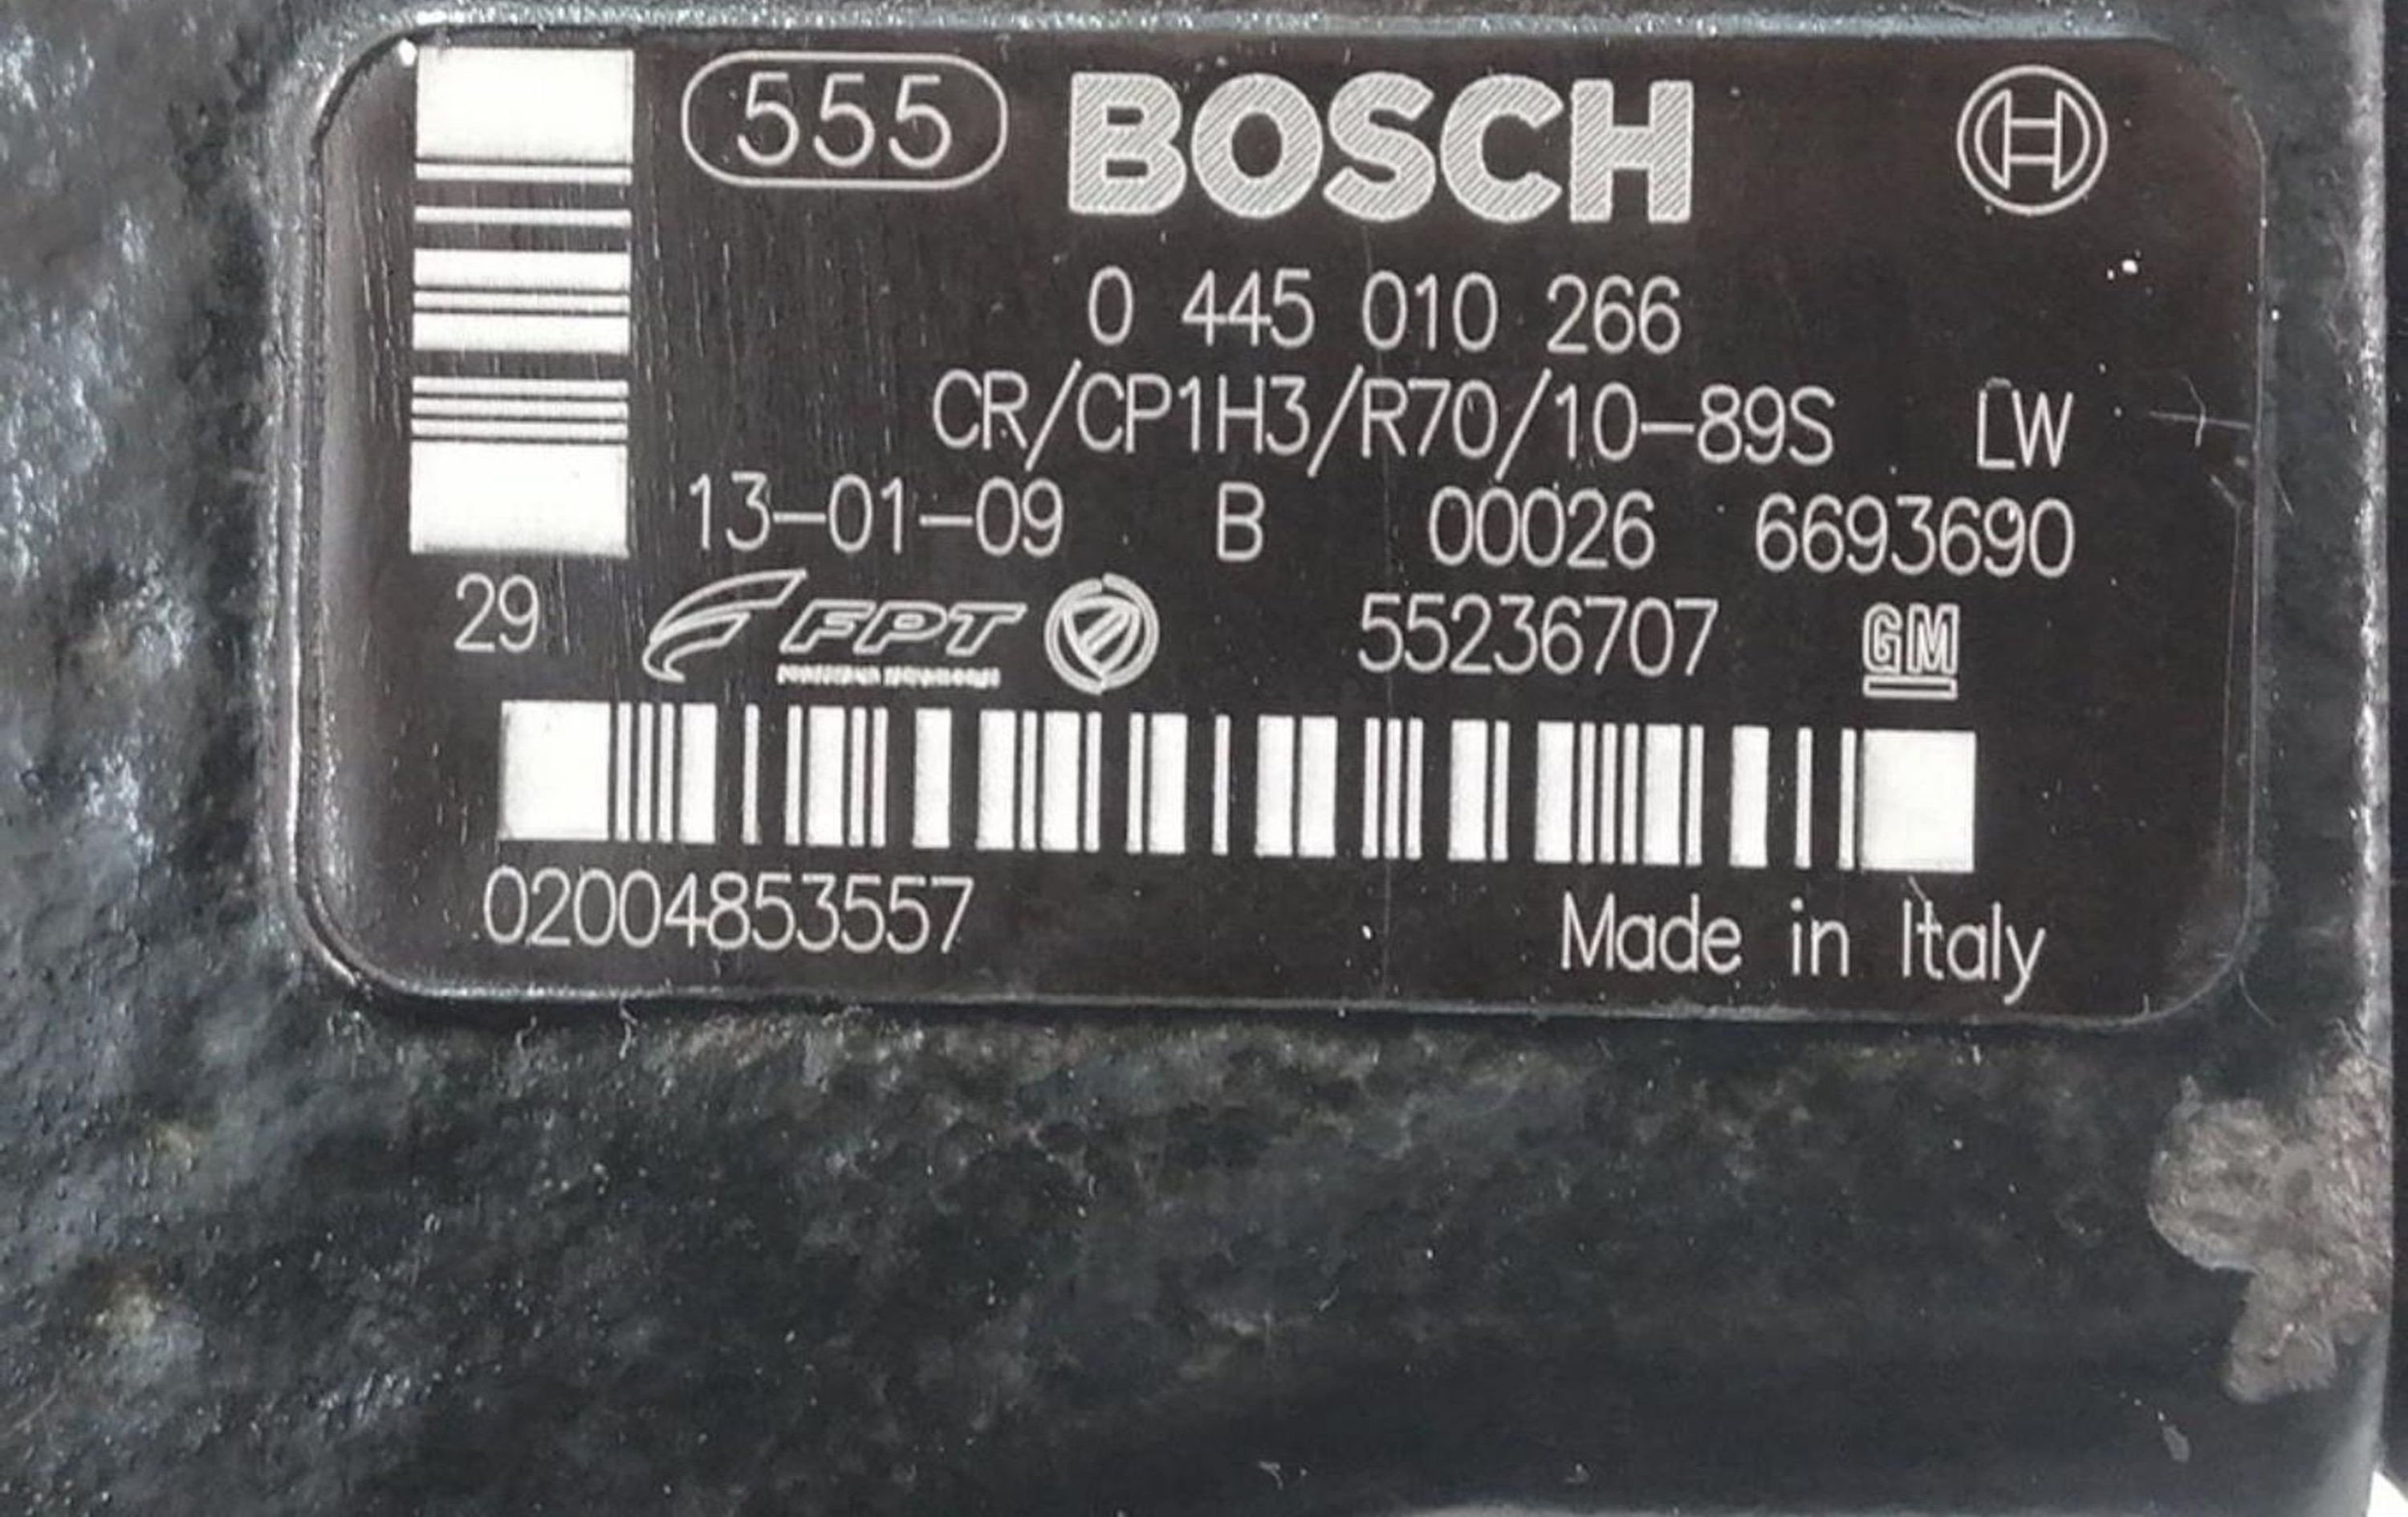 555 BOSCH
0 445 010 266
CR/CP1H3/R70/10-89S LW
13-01-09 B 00026 6693690
29 FPT 55236707 GM
02004853557 Made in Italy